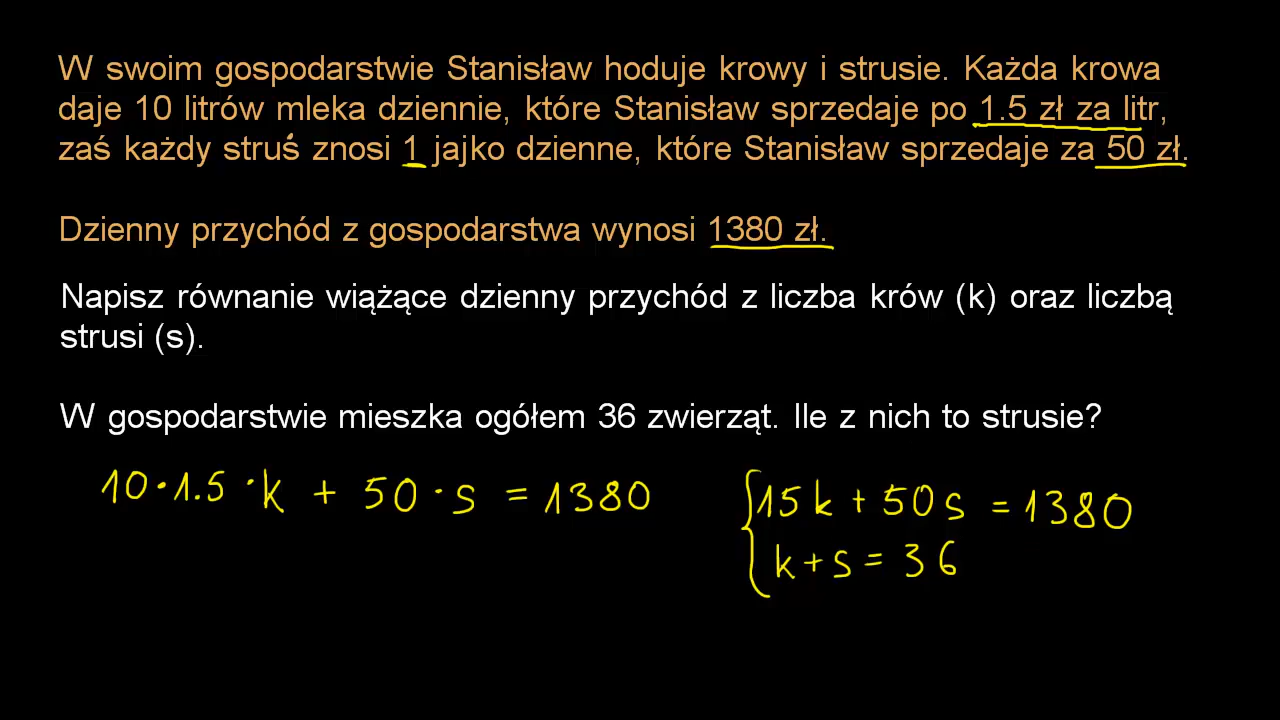 W swoim gospodarstwie Stanisław hoduje krowy i strusie. Każda krowa
daje 10 litrów mleka dziennie, które Stanisław sprzedaje po 1.5 zł za litr,
zaś każdy struś znosi 1 jajko dzienne, które Stanisław sprzedaje za 50 zł.
Dzienny przychód z gospodarstwa wynosi 1380 zł.
Napisz równanie wiążące dzienny przychód z liczba krów (k) oraz liczbą
strusi (s).
W gospodarstwie mieszka ogółem 36 zwierząt. Ile z nich to strusie?
10·1.5·k + 50·s = 1380
15k + 50s = 1380
k+s = 36